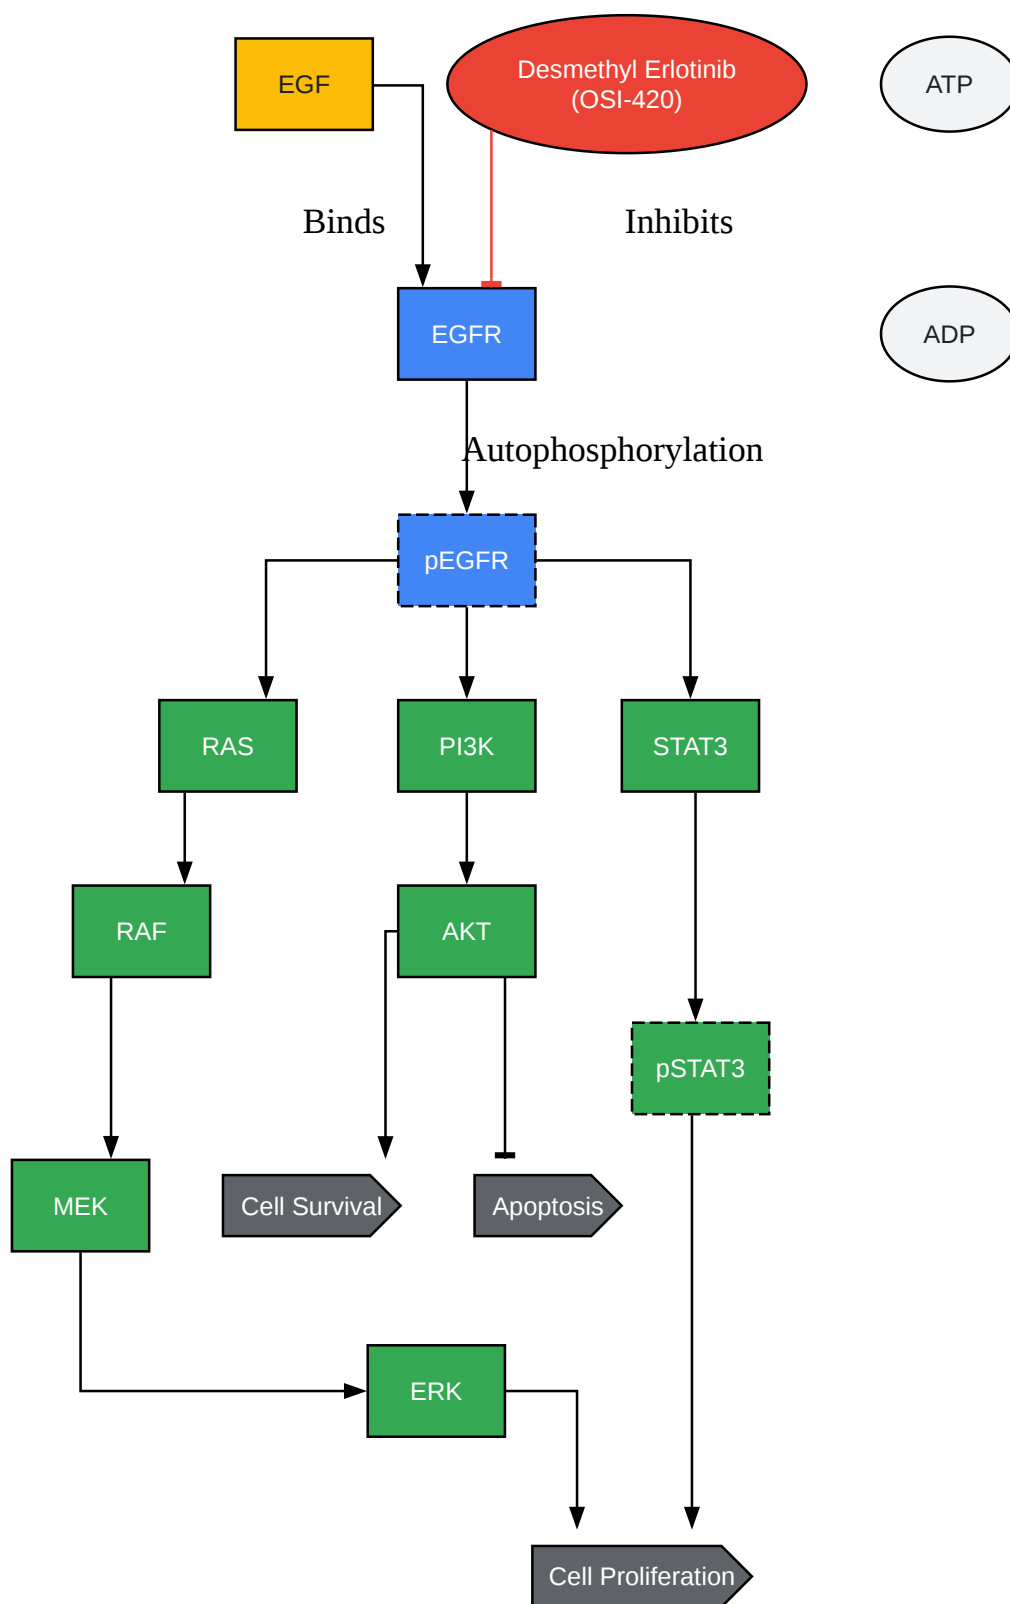 EGF
Desmethyl Erlotinib
(OSI-420)
ATP
Binds
Inhibits
EGFR
ADP
Autophosphorylation
pEGFR
RAS
PI3K
STAT3
RAF
AKT
pSTAT3
MEK
Cell Survival
Apoptosis
ERK
Cell Proliferation